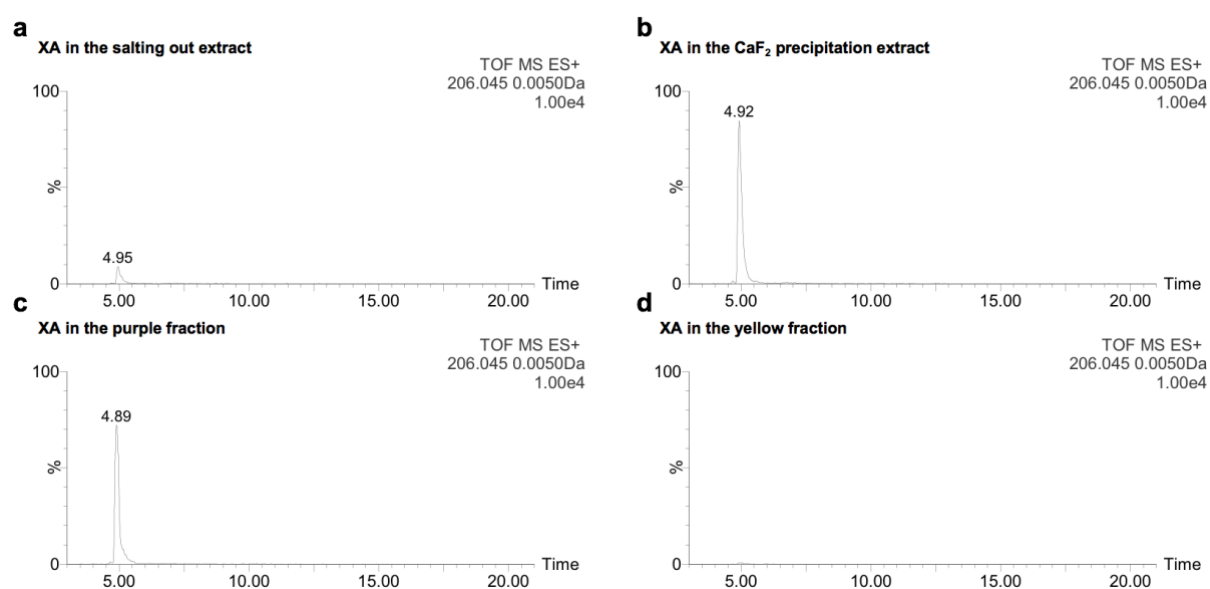 a
XA in the salting out extract
TOF MS ES+
206.045 0.0050Da
1.00e4
100
%
0
4.95
5.00 10.00 15.00 20.00
Time
b
XA in the CaF₂ precipitation extract
TOF MS ES+
206.045 0.0050Da
1.00e4
100
4.92
%
0
5.00 10.00 15.00 20.00
Time
c
XA in the purple fraction
TOF MS ES+
206.045 0.0050Da
1.00e4
100
4.89
%
0
5.00 10.00 15.00 20.00
Time
d
XA in the yellow fraction
TOF MS ES+
206.045 0.0050Da
1.00e4
100
%
0
5.00 10.00 15.00 20.00
Time